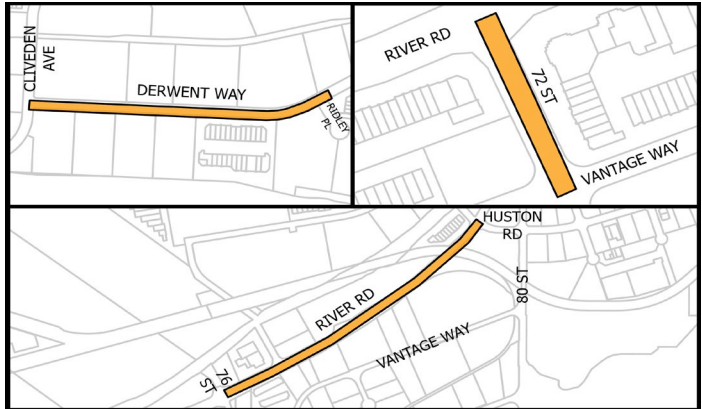 CLIVEDEN
AVE
DERWENT WAY
RIDLEY
PL
RIVER RD
72 ST
VANTAGE WAY
HUSTON
RD
80 ST
RIVER RD
VANTAGE WAY
76
ST